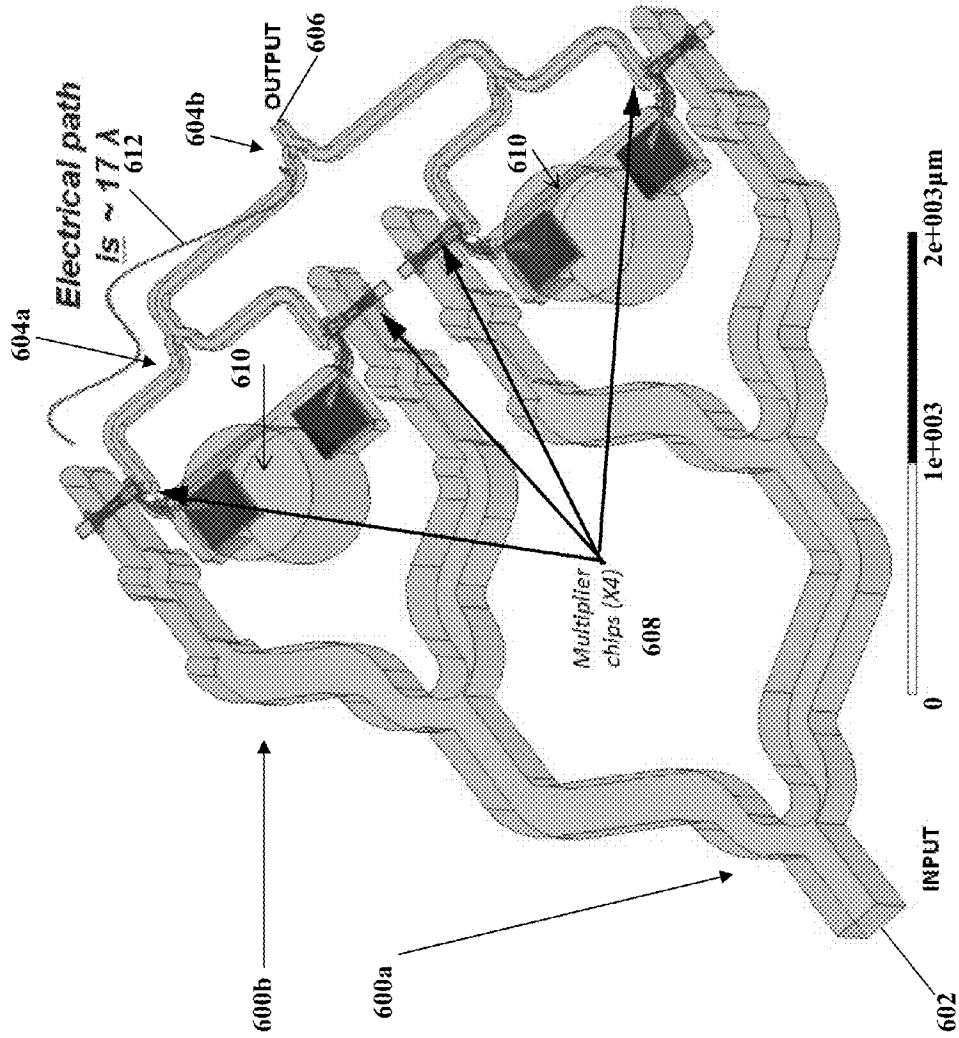 604a
Electrical path
is ~ 17 λ
612
604b
610
600b
OUTPUT
606
600a
610
Multiplier
chips (X4)
608
INPUT
0 1e+003 2e+003µm
602